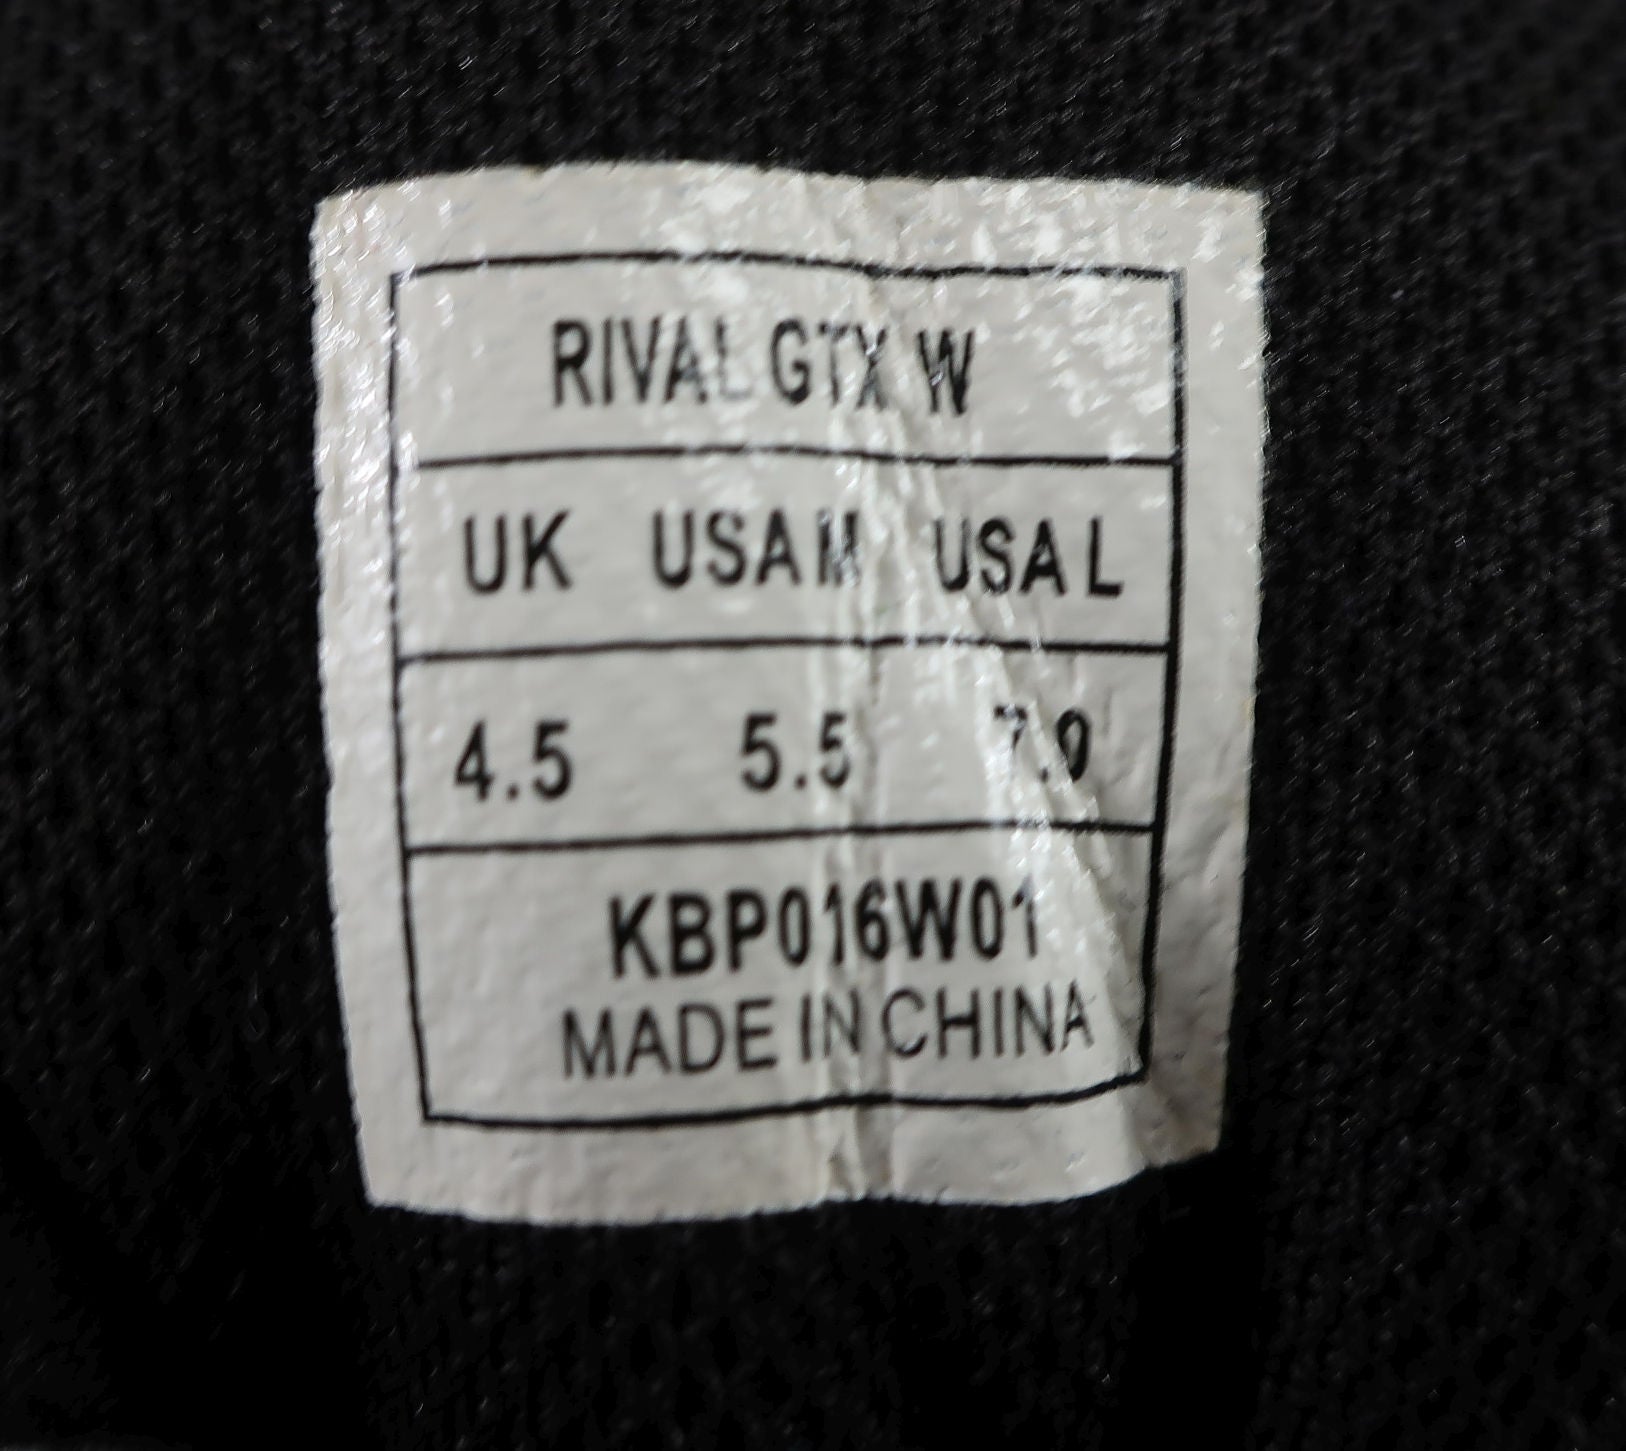 RIVAL GTX W
UK USA M USA L
4.5 5.5 7.0
KBP016W01
MADE IN CHINA